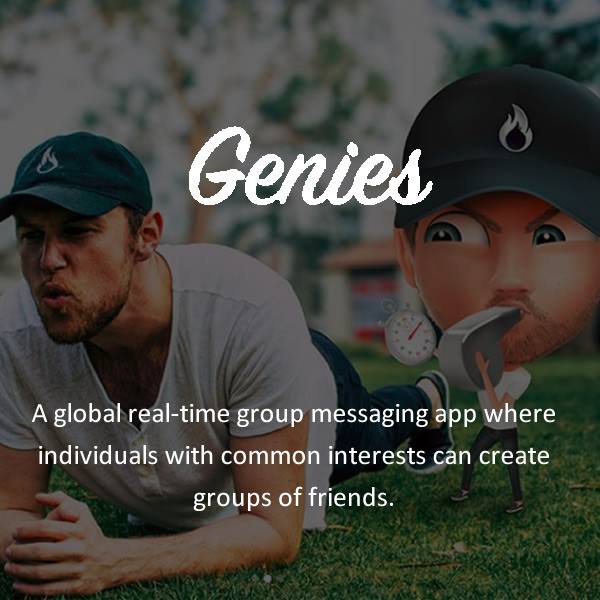 Genies
A global real-time group messaging app where
individuals with common interests can create
groups of friends.